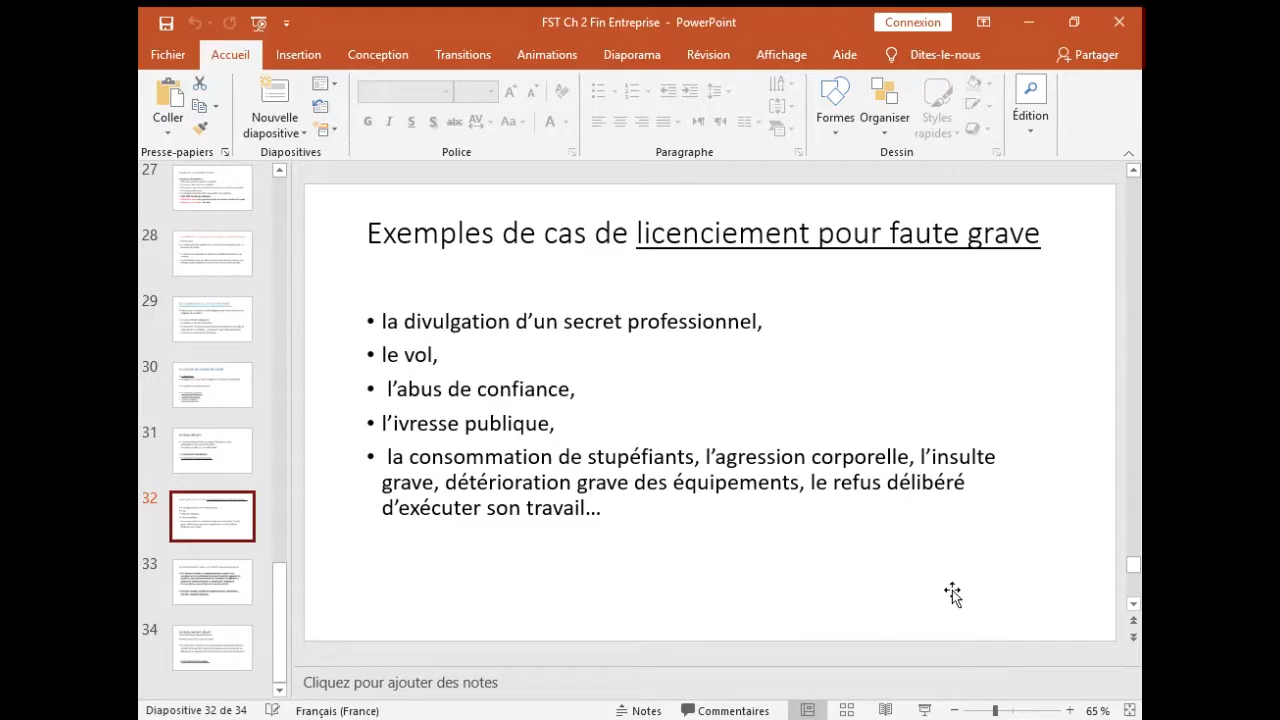 FST Ch 2 Fin Entreprise - PowerPoint
Connexion
Fichier
Accueil
Insertion
Conception
Transitions
Animations
Diaporama
Révision
Affichage
Aide
Dites-le-nous
Partager
Coller
Nouvelle
diapositive
Formes
Organiser
Styles
rapides
Édition
Presse-papiers
Diapositives
Police
Paragraphe
Dessin
27
28
29
30
31
32
33
34
Exemples de cas de licenciement pour faute grave
divulgation d'un secret professionnel,
• le vol,
• l'abus de confiance,
• l'ivresse publique,
• la consommation de stupéfiants, l'agression corporelle, l'insulte
grave, détérioration grave des équipements, le refus délibéré
d'exécuter son travail...
Cliquez pour ajouter des notes
Diapositive 32 de 34
Français (France)
Notes
Commentaires
65 %